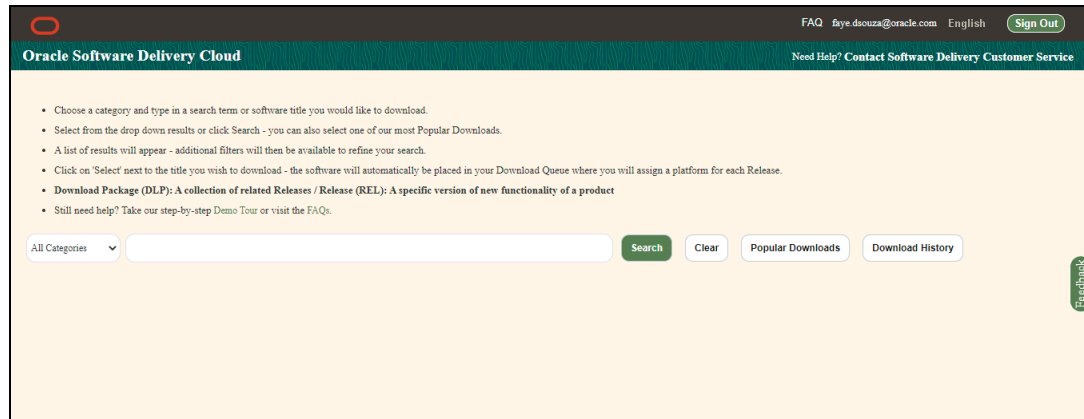 FAQ faye.dsouza@oracle.com English Sign Out
Oracle Software Delivery Cloud
Need Help? Contact Software Delivery Customer Service
• Choose a category and type in a search term or software title you would like to download.
• Select from the drop down results or click Search - you can also select one of our most Popular Downloads.
• A list of results will appear - additional filters will then be available to refine your search.
• Click on 'Select' next to the title you wish to download - the software will automatically be placed in your Download Queue where you will assign a platform for each Release.
• Download Package (DLP): A collection of related Releases / Release (REL): A specific version of new functionality of a product
• Still need help? Take our step-by-step Demo Tour or visit the FAQs.
All Categories Search Clear Popular Downloads Download History
Feedback